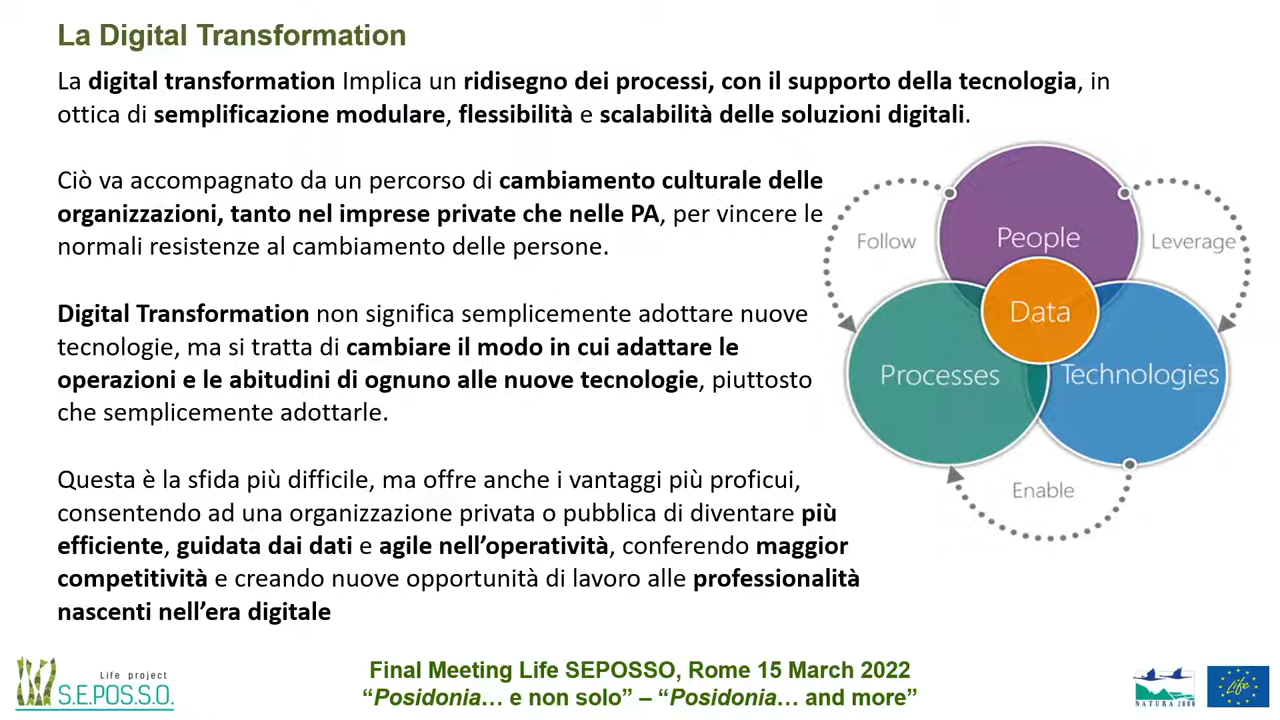 La Digital Transformation
La digital transformation Implica un ridisegno dei processi, con il supporto della tecnologia, in
ottica di semplificazione modulare, flessibilità e scalabilità delle soluzioni digitali.
Ciò va accompagnato da un percorso di cambiamento culturale delle
organizzazioni, tanto nel imprese private che nelle PA, per vincere le
normali resistenze al cambiamento delle persone.
Digital Transformation non significa semplicemente adottare nuove
tecnologie, ma si tratta di cambiare il modo in cui adattare le
operazioni e le abitudini di ognuno alle nuove tecnologie, piuttosto
che semplicemente adottarle.
Questa è la sfida più difficile, ma offre anche i vantaggi più proficui,
consentendo ad una organizzazione privata o pubblica di diventare più
efficiente, guidata dai dati e agile nell’operatività, conferendo maggior
competitività e creando nuove opportunità di lavoro alle professionalità
nascenti nell’era digitale
People
Follow
Leverage
Data
Processes
Technologies
Enable
Life project
S.E.POS.S.O.
Final Meeting Life SEPOSSO, Rome 15 March 2022
“Posidonia… e non solo” – “Posidonia… and more”
NATURA 2000
Life